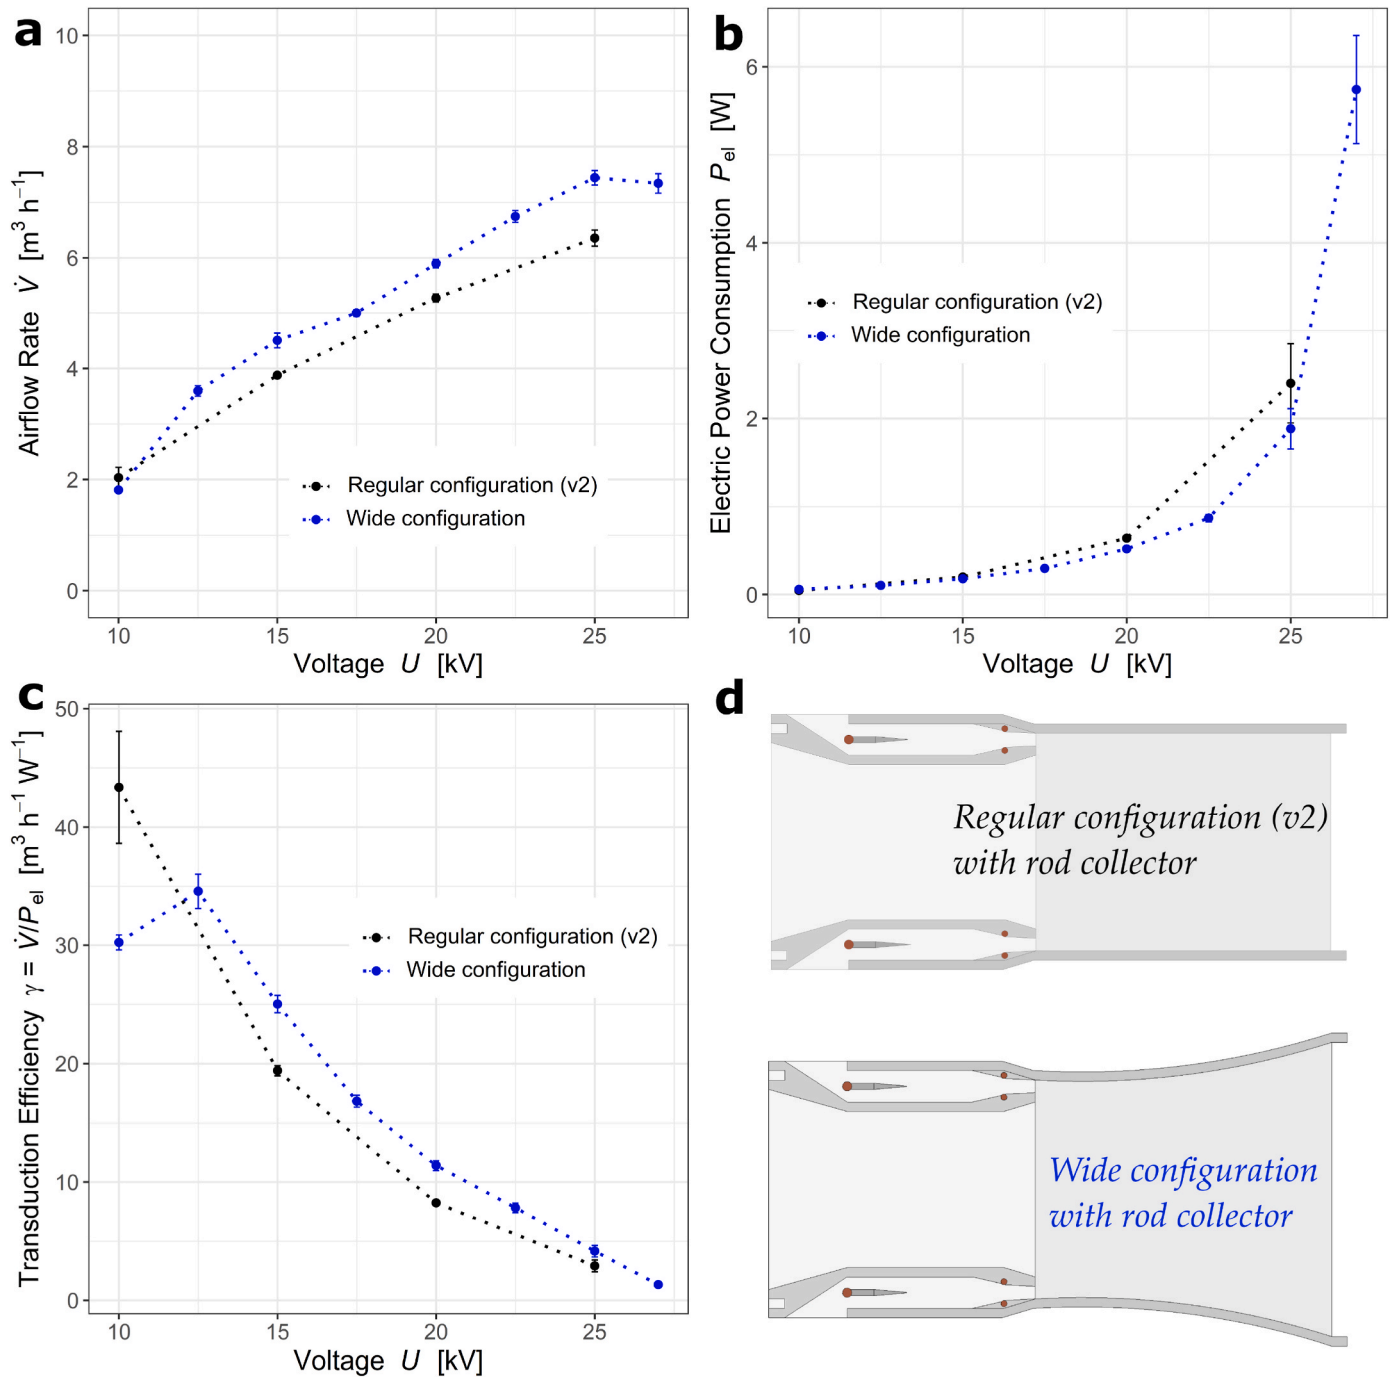 a
10
8
6
4
2
0
Airflow Rate V̇ [m³ h⁻¹]
Regular configuration (v2)
Wide configuration
10 15 20 25
Voltage U [kV]
b
6
4
2
0
Electric Power Consumption P_el [W]
Regular configuration (v2)
Wide configuration
10 15 20 25
Voltage U [kV]
c
50
40
30
20
10
0
Transduction Efficiency γ = V̇/P_el [m³ h⁻¹ W⁻¹]
Regular configuration (v2)
Wide configuration
10 15 20 25
Voltage U [kV]
d
Regular configuration (v2)
with rod collector
Wide configuration
with rod collector